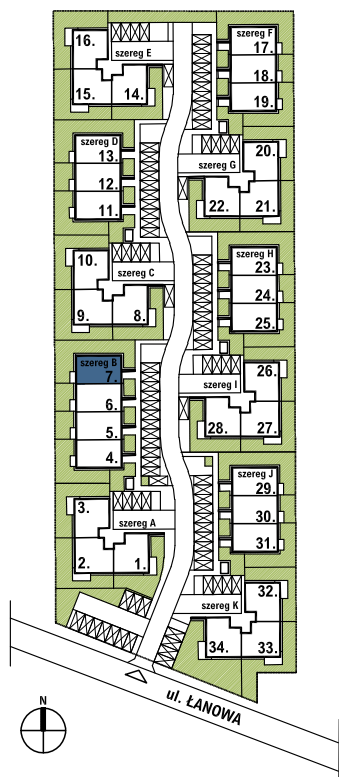 16.
szereg E
15.
14.
szereg F
17.
18.
19.
szereg D
13.
12.
11.
szereg G
20.
22.
21.
10.
szereg C
9.
8.
szereg H
23.
24.
25.
szereg B
7.
6.
5.
4.
26.
szereg I
28.
27.
3.
szereg A
2.
1.
szereg J
29.
30.
31.
szereg K
32.
34.
33.
ul. ŁANOWA
N